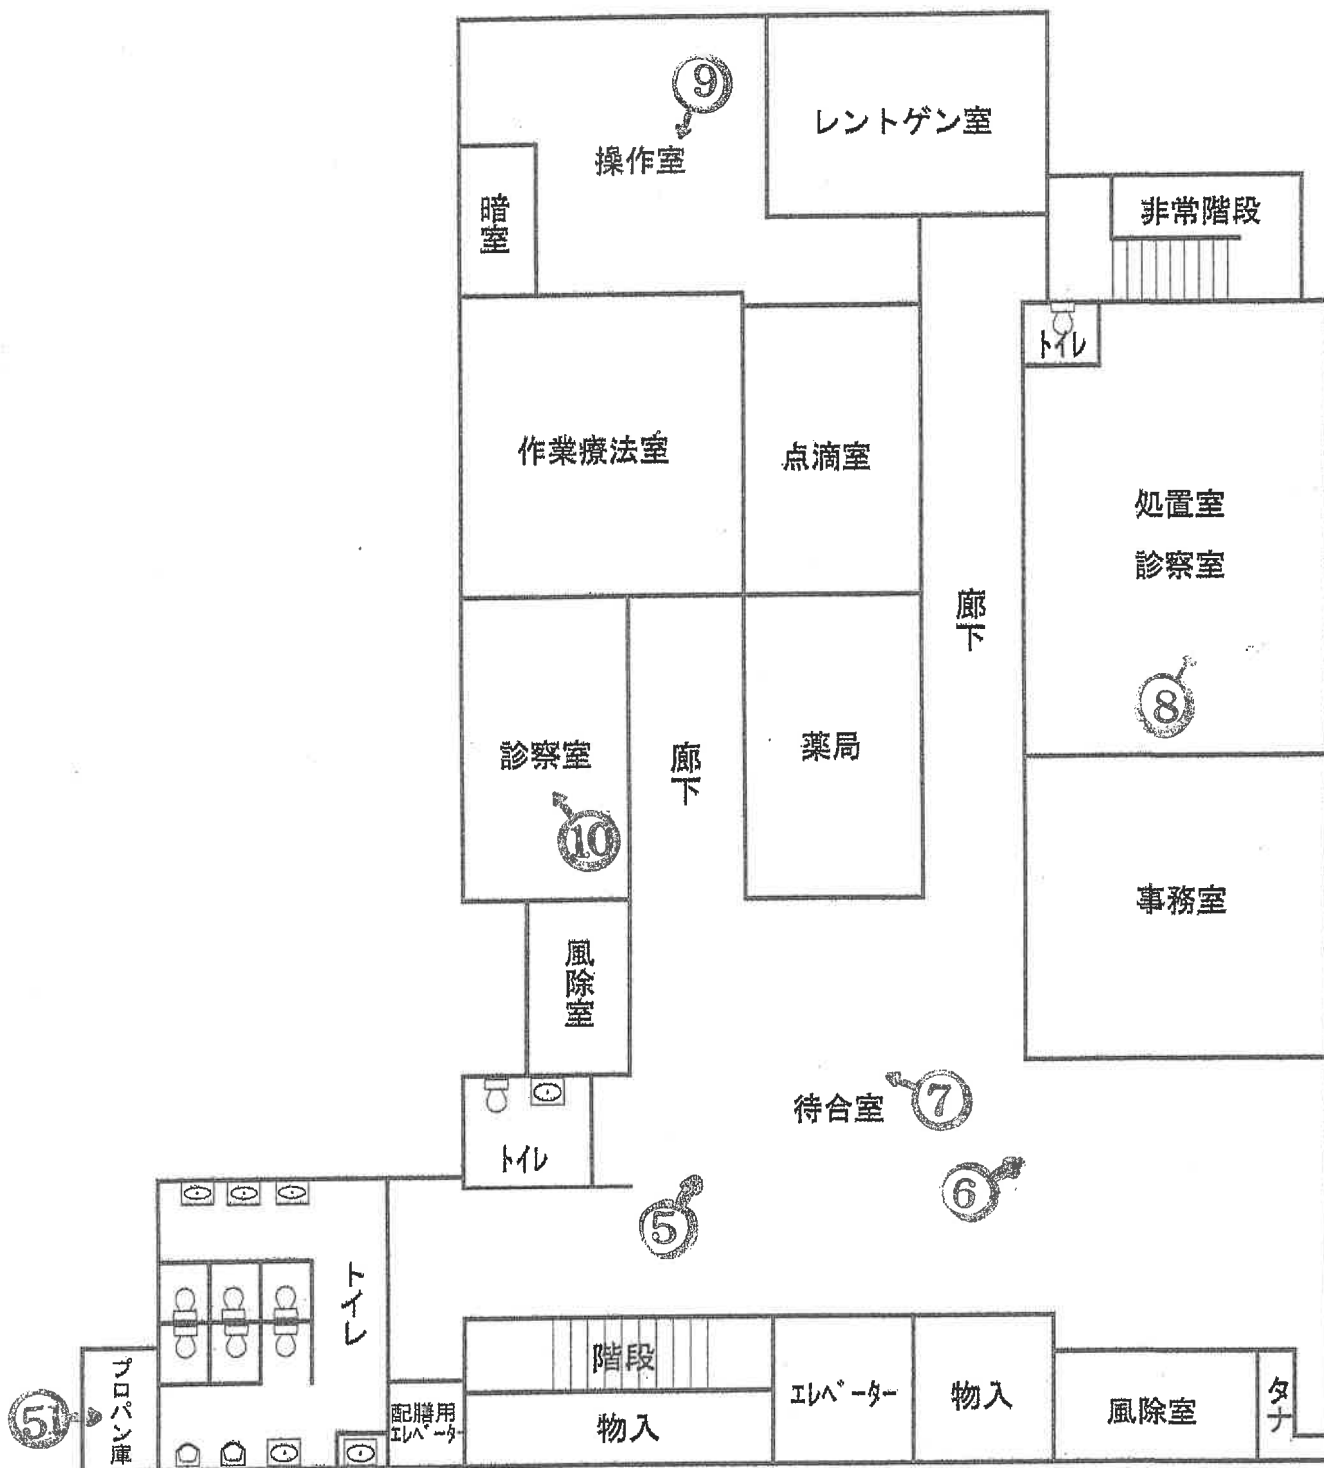 ⑨
レントゲン室
操作室
暗室
非常階段
トイレ
作業療法室
点滴室
処置室
診察室
廊下
⑧
診察室
廊下
薬局
⑩
事務室
風除室
待合室
⑦
トイレ
⑥
⑤
トイレ
階段
プロパン庫
51
配膳用
エレベーター
物入
エレベーター
物入
風除室
タナ